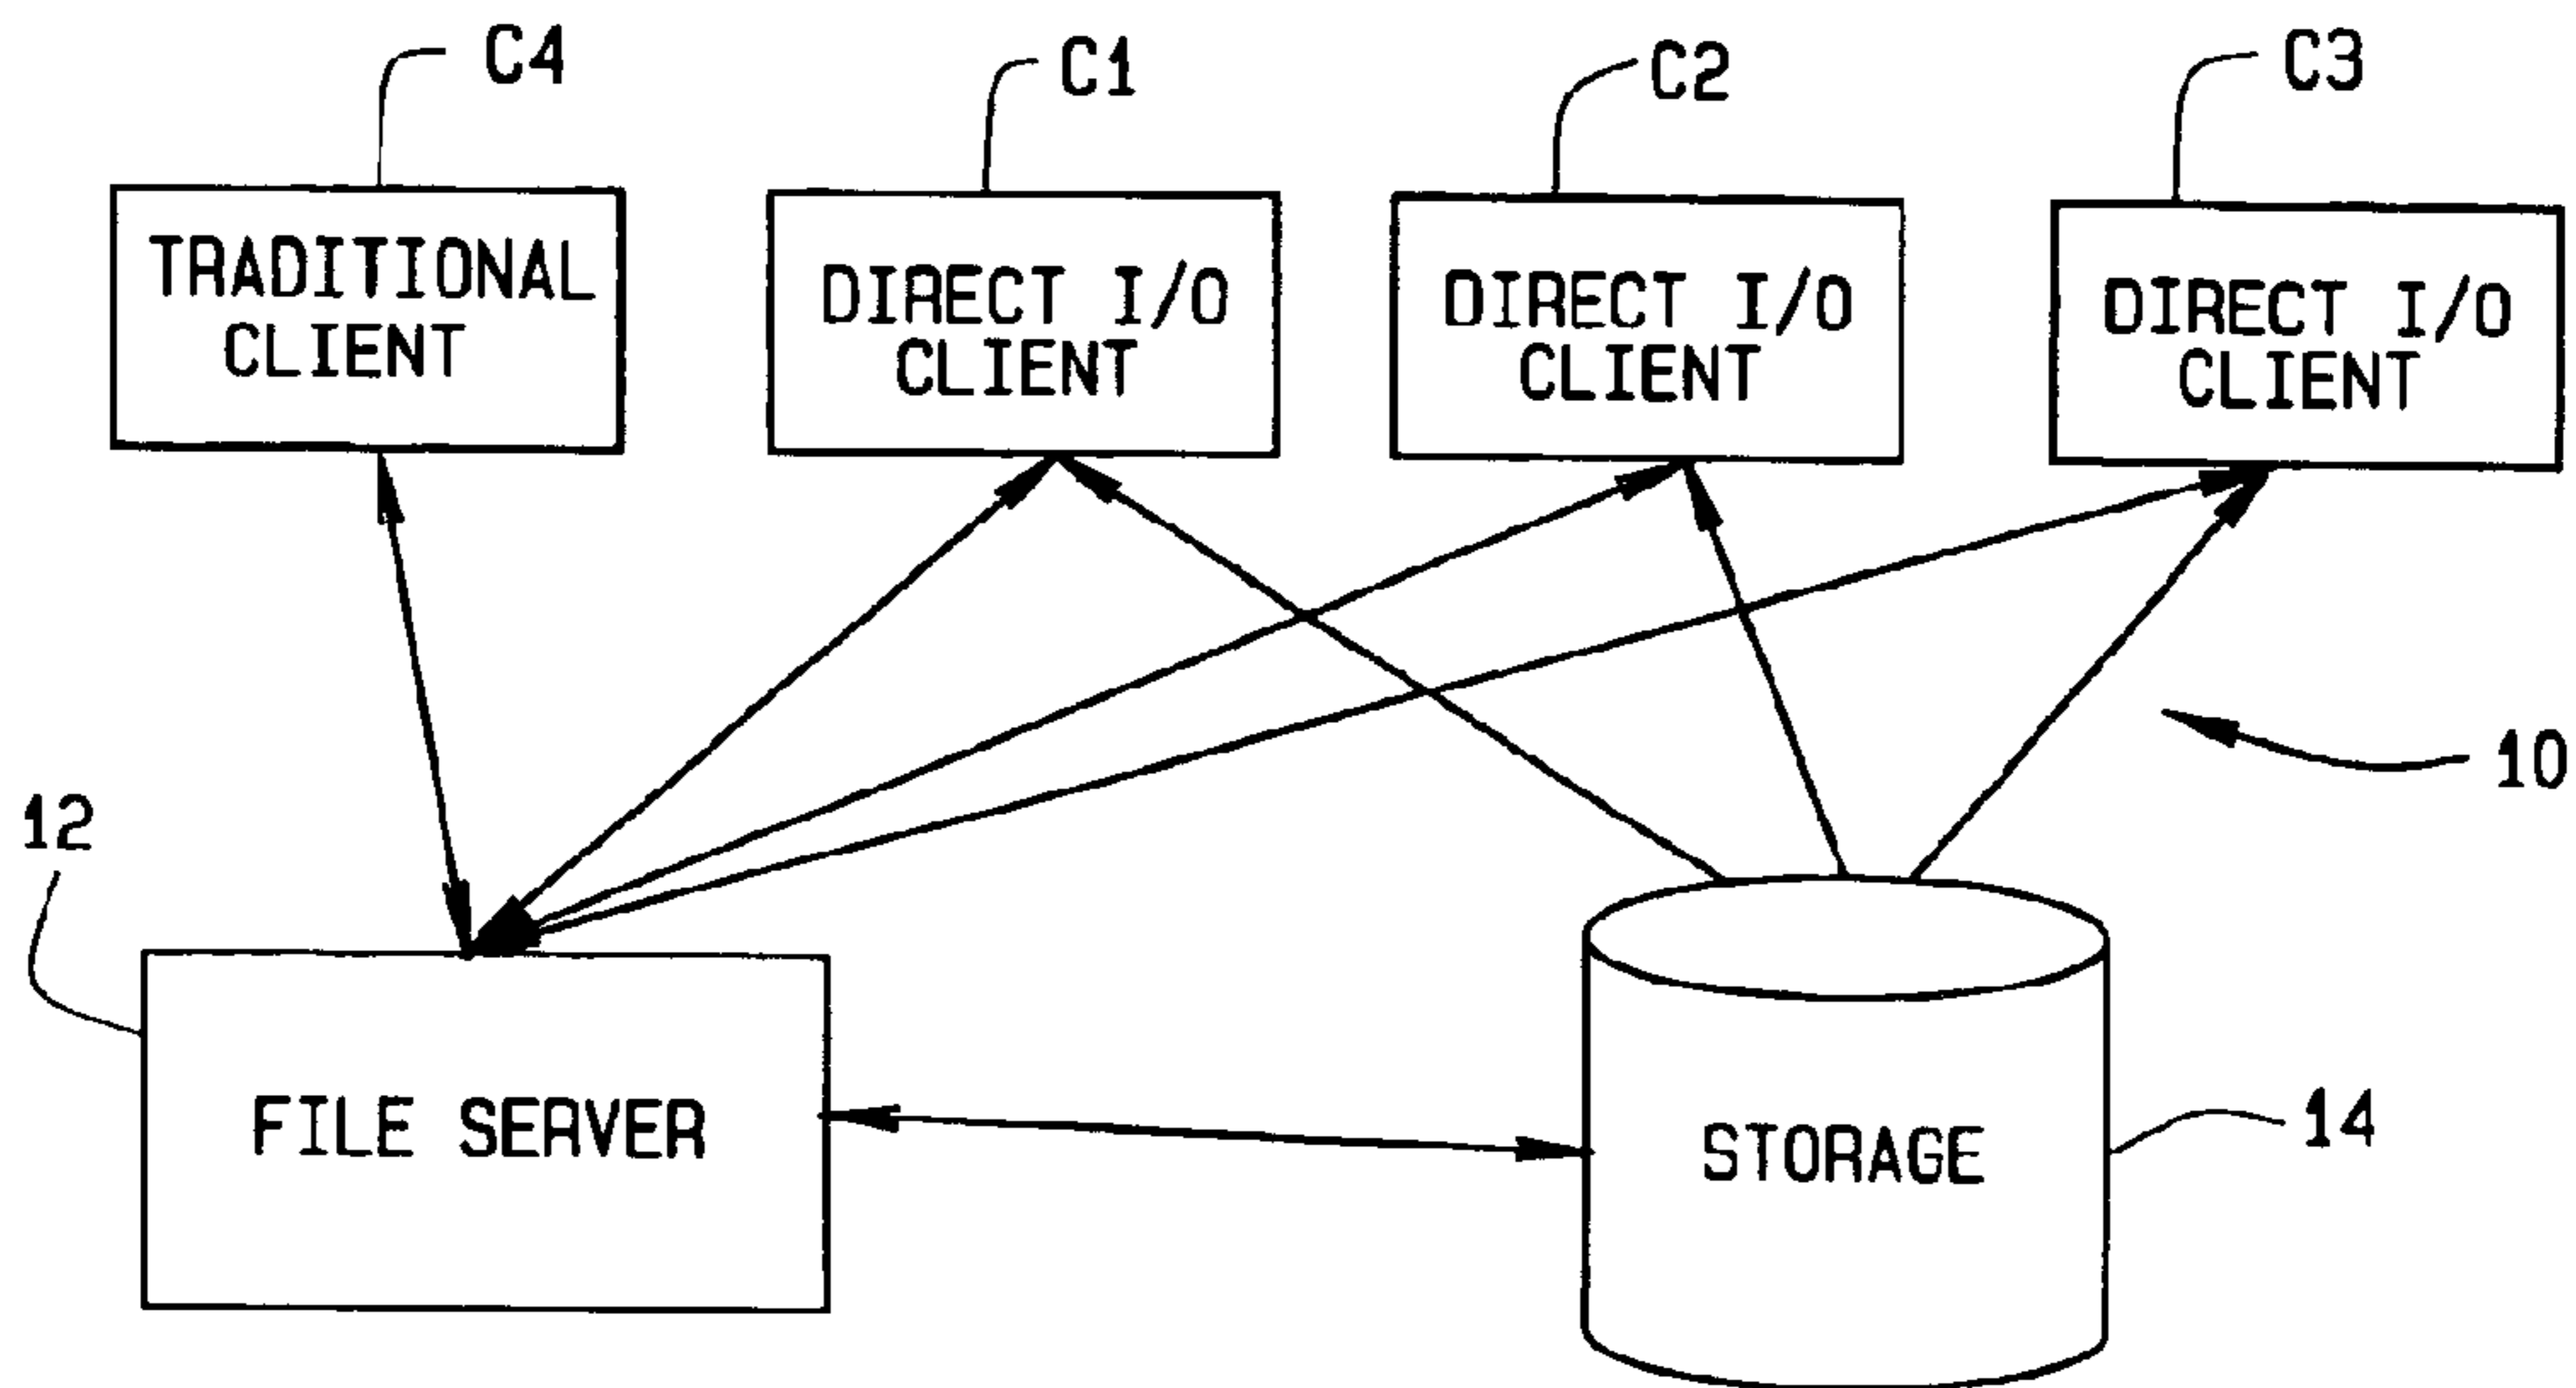 C4
C1
C2
C3
TRADITIONAL
CLIENT
DIRECT I/O
CLIENT
DIRECT I/O
CLIENT
DIRECT I/O
CLIENT
10
12
FILE SERVER
STORAGE
14